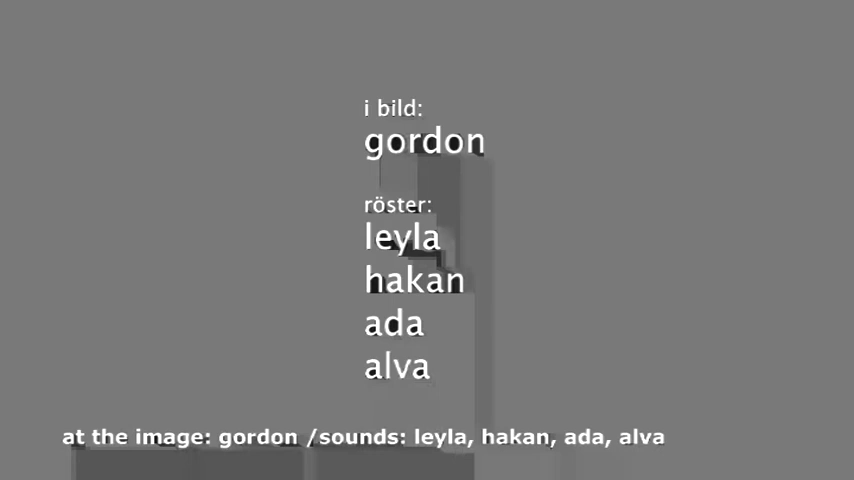 i bild:
gordon
röster:
leyla
hakan
ada
alva
at the image: gordon /sounds: leyla, hakan, ada, alva